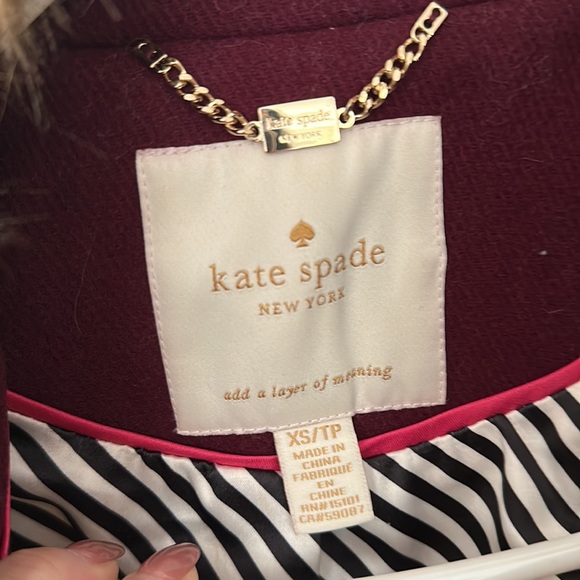 kate spade
NEW YORK
kate spade
NEW YORK
add a layer of meaning
XS/TP
MADE IN
CHINA
FABRIQUÉ
EN
CHINE
RN#15101
CA#59087